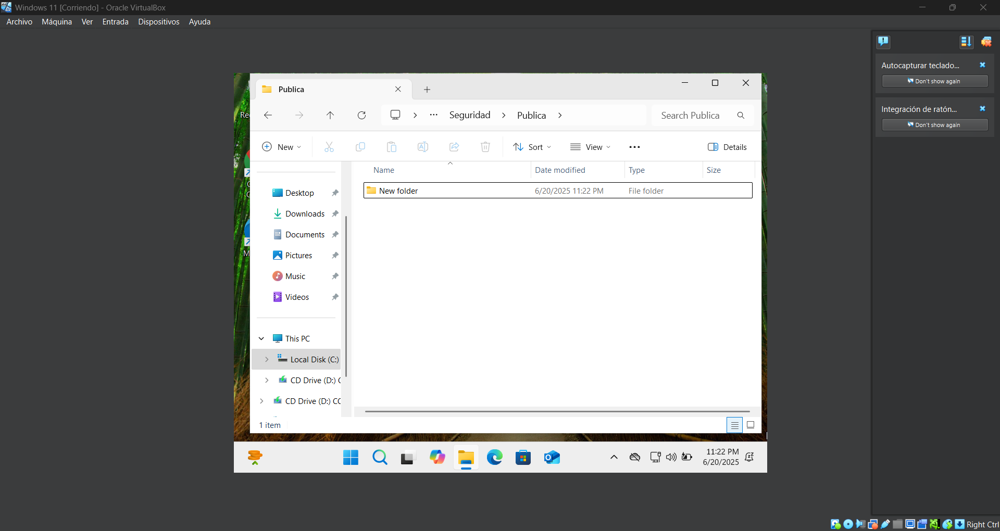 Windows 11 [Corriendo] - Oracle VirtualBox
Archivo Máquina Ver Entrada Dispositivos Ayuda
Autocapturar teclado...
Don't show again
Integración de ratón...
Don't show again
Publica
Seguridad > Publica >
Search Publica
New
Sort
View
Details
Name Date modified Type Size
New folder 6/20/2025 11:22 PM File folder
Desktop
Downloads
Documents
Pictures
Music
Videos
This PC
Local Disk (C:)
CD Drive (D:)
CD Drive (D:)
1 item
11:22 PM
6/20/2025
Right Ctrl